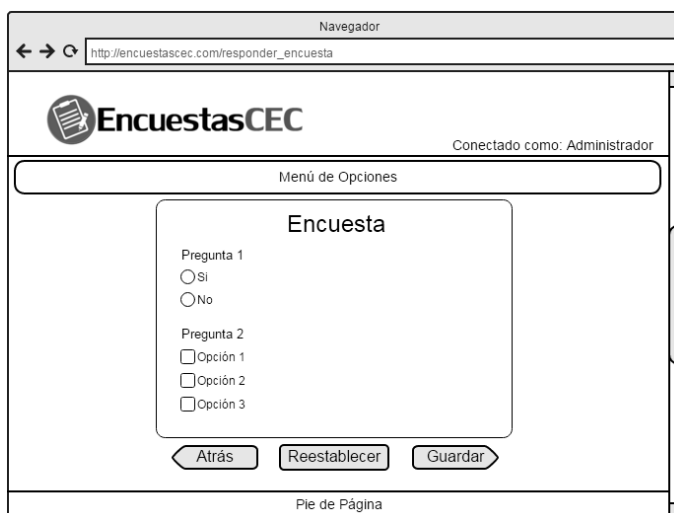 Navegador
http://encuestascec.com/responder_encuesta
EncuestasCEC
Conectado como: Administrador
Menú de Opciones
Encuesta
Pregunta 1
Si
No
Pregunta 2
Opción 1
Opción 2
Opción 3
Atrás Reestablecer Guardar
Pie de Página